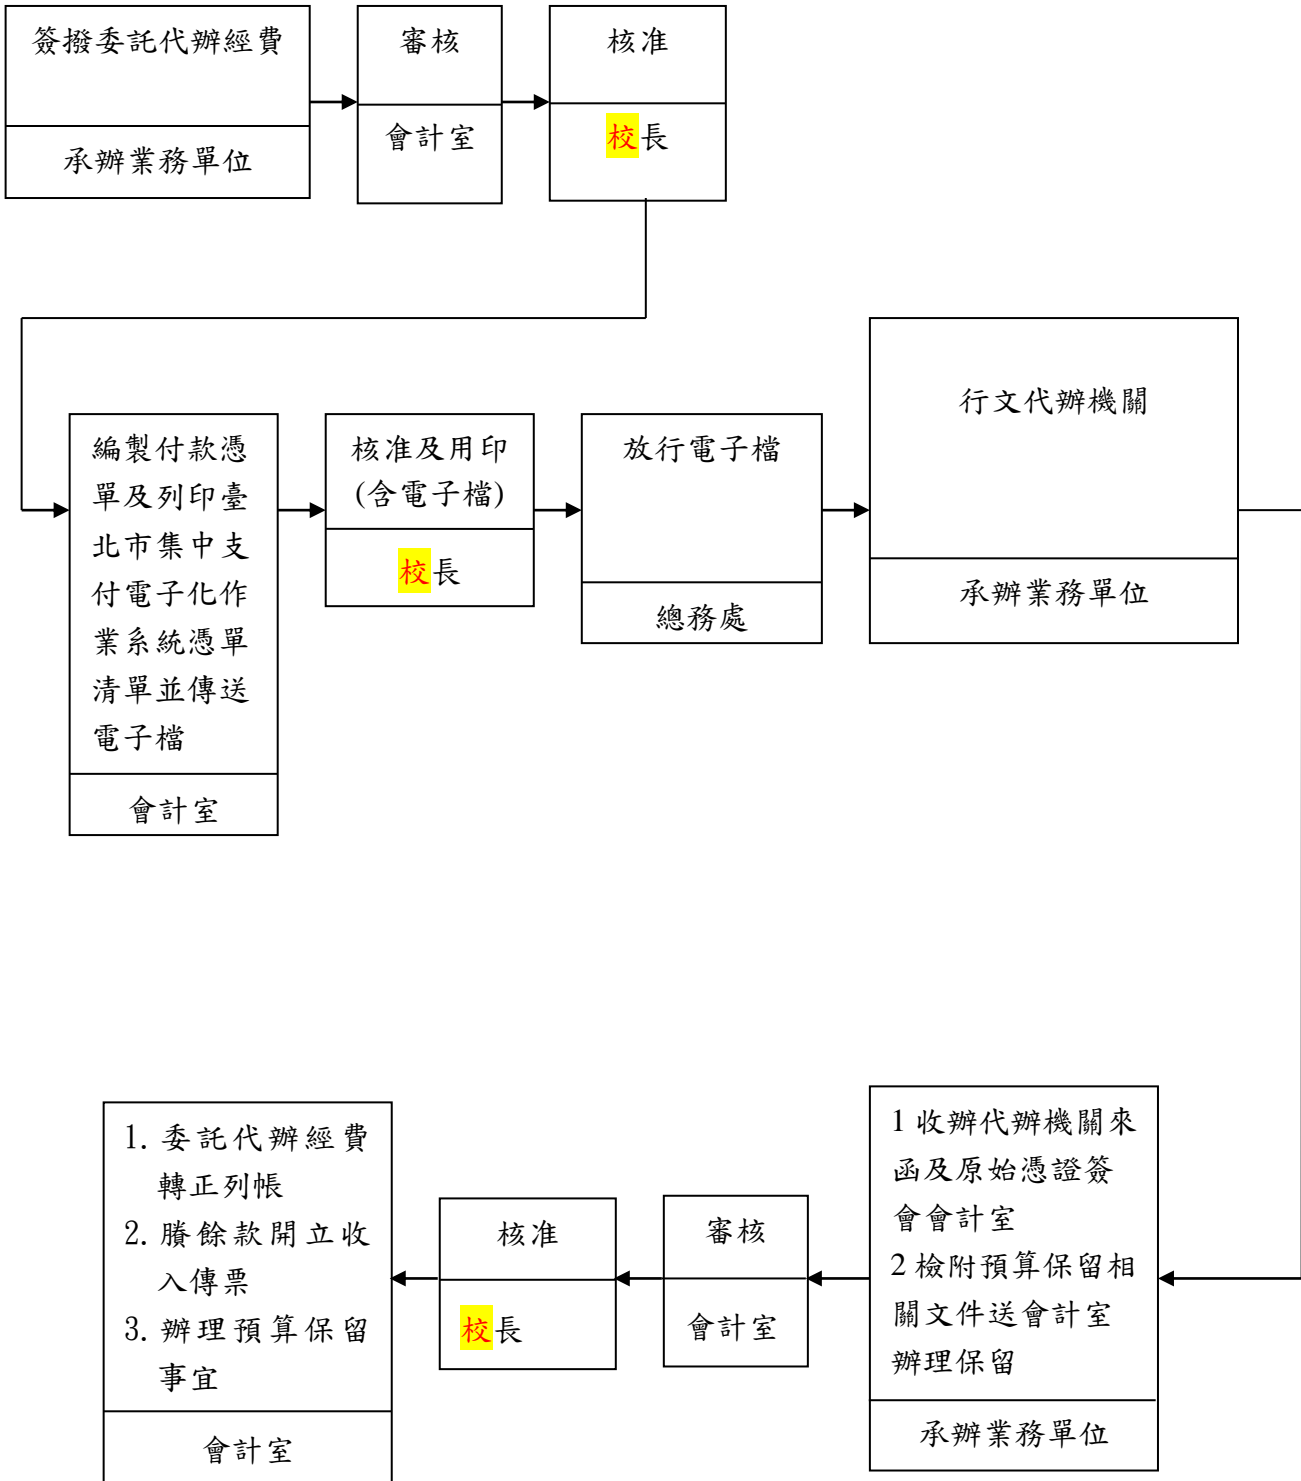 簽撥委託代辦經費
承辦業務單位
審核
會計室
核准
校長
編製付款憑
單及列印臺
北市集中支
付電子化作
業系統憑單
清單並傳送
電子檔
會計室
核准及用印
(含電子檔)
校長
放行電子檔
總務處
行文代辦機關
承辦業務單位
1收辦代辦機關來
函及原始憑證簽
會會計室
2檢附預算保留相
關文件送會計室
辦理保留
承辦業務單位
審核
會計室
核准
校長
1. 委託代辦經費
轉正列帳
2. 賸餘款開立收
入傳票
3. 辦理預算保留
事宜
會計室